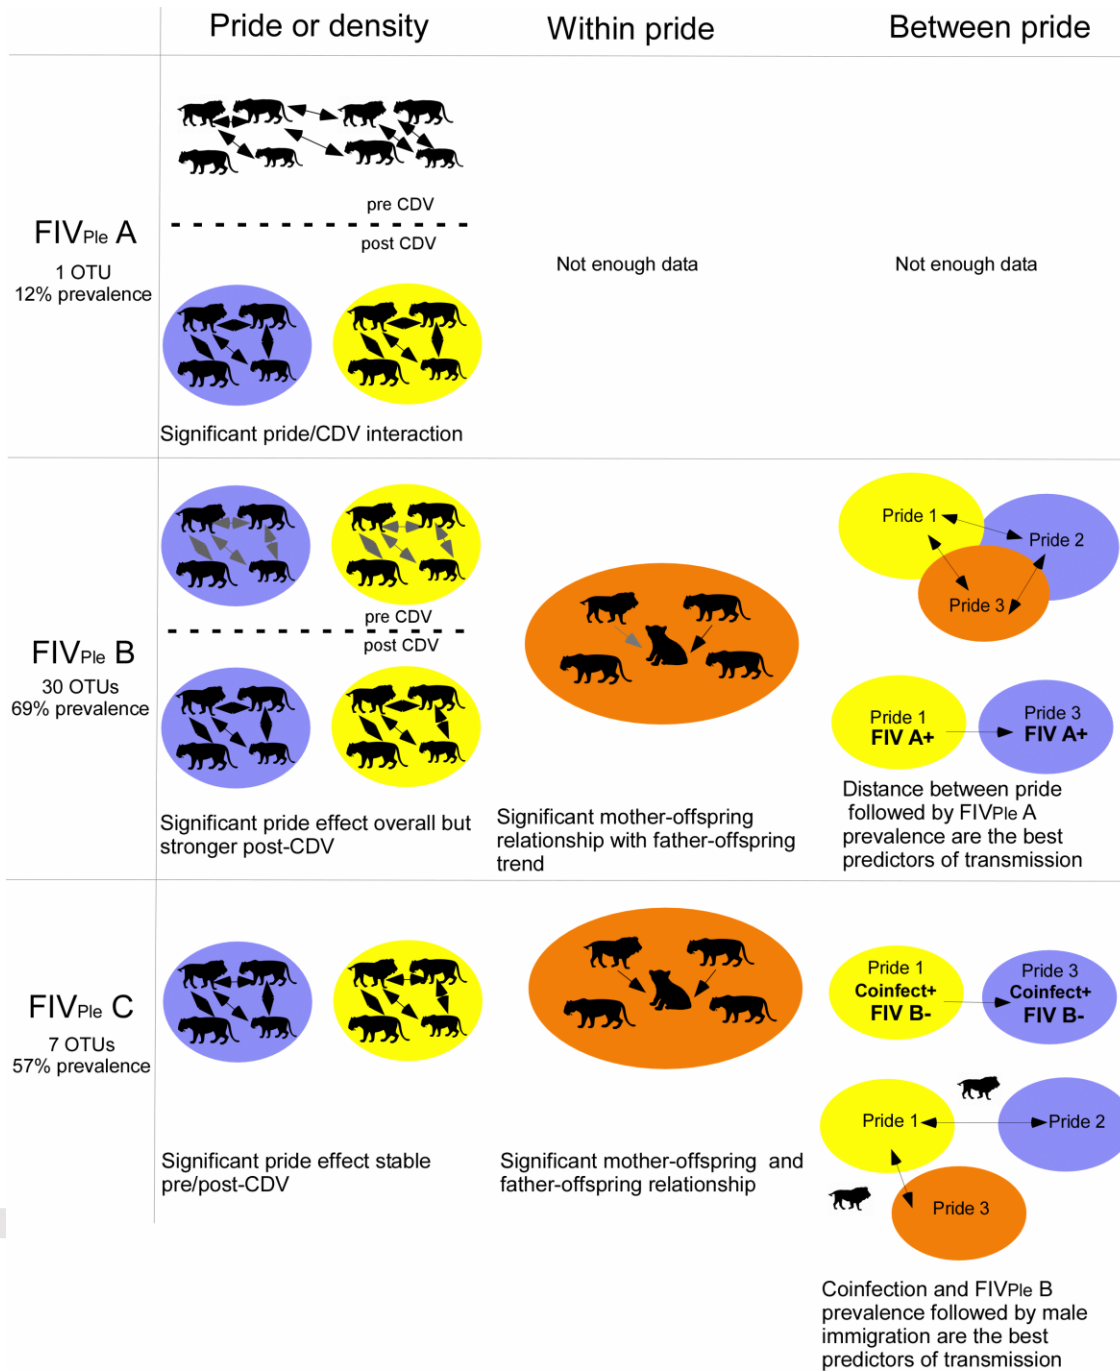 Pride or density
Within pride
Between pride
FIVPle A
1 OTU
12% prevalence
pre CDV
post CDV
Significant pride/CDV interaction
Not enough data
Not enough data
FIVPle B
30 OTUs
69% prevalence
pre CDV
post CDV
Significant pride effect overall but
stronger post-CDV
Significant mother-offspring
relationship with father-offspring
trend
Pride 1
Pride 2
Pride 3
Pride 1
FIV A+
Pride 3
FIV A+
Distance between pride
followed by FIVPle A
prevalence are the best
predictors of transmission
FIVPle C
7 OTUs
57% prevalence
Significant pride effect stable
pre/post-CDV
Significant mother-offspring and
father-offspring relationship
Pride 1
Coinfect+
FIV B-
Pride 3
Coinfect+
FIV B-
Pride 1
Pride 2
Pride 3
Coinfection and FIVPle B
prevalence followed by male
immigration are the best
predictors of transmission